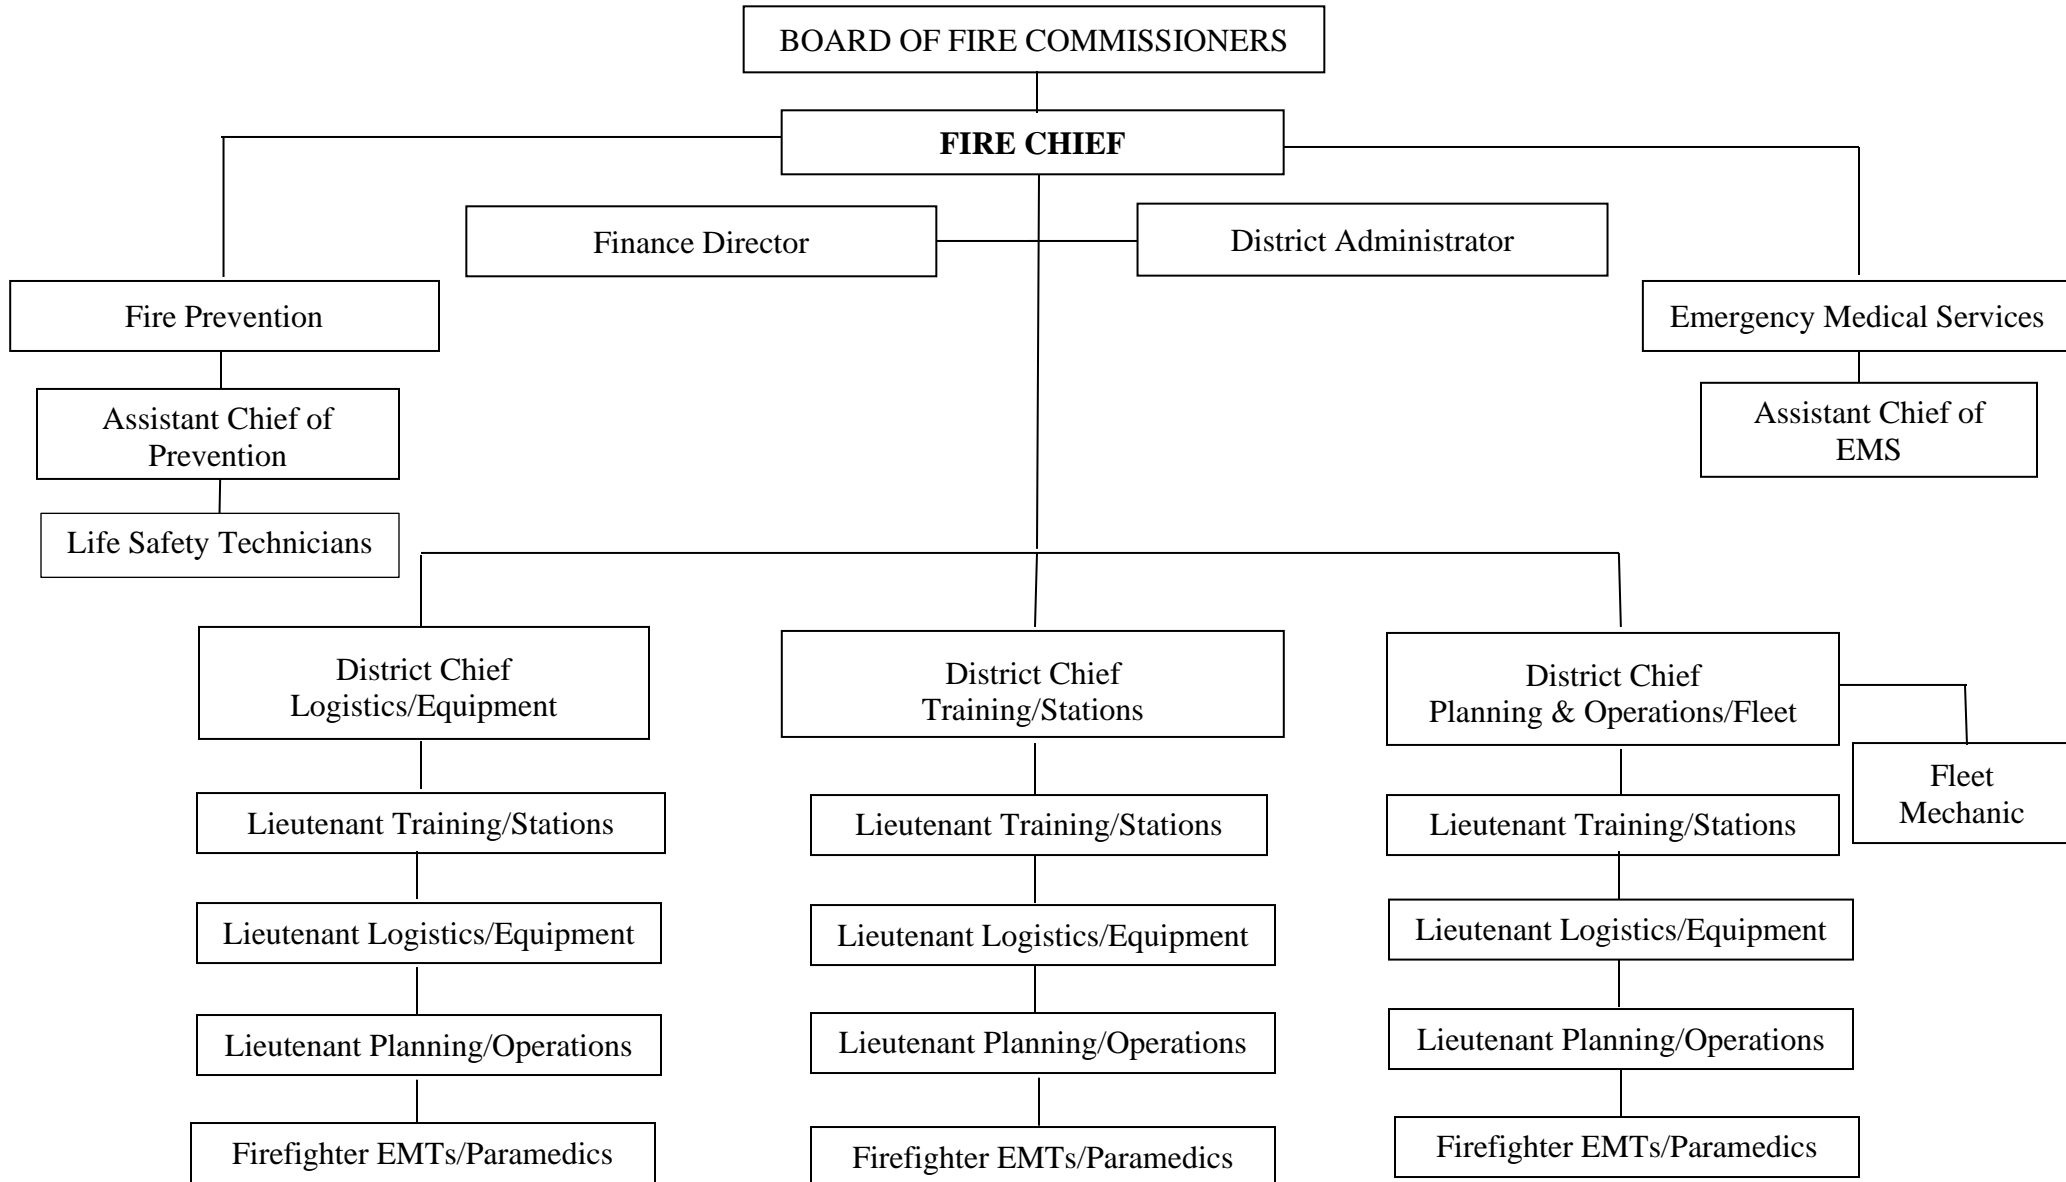 BOARD OF FIRE COMMISSIONERS
FIRE CHIEF
Finance Director
District Administrator
Fire Prevention
Emergency Medical Services
Assistant Chief of
Prevention
Assistant Chief of
EMS
Life Safety Technicians
District Chief
Logistics/Equipment
District Chief
Training/Stations
District Chief
Planning & Operations/Fleet
Fleet
Mechanic
Lieutenant Training/Stations
Lieutenant Training/Stations
Lieutenant Training/Stations
Lieutenant Logistics/Equipment
Lieutenant Logistics/Equipment
Lieutenant Logistics/Equipment
Lieutenant Planning/Operations
Lieutenant Planning/Operations
Lieutenant Planning/Operations
Firefighter EMTs/Paramedics
Firefighter EMTs/Paramedics
Firefighter EMTs/Paramedics